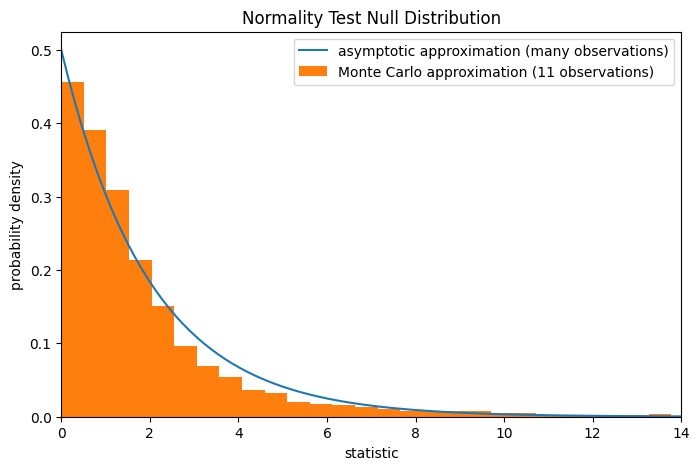 Normality Test Null Distribution
asymptotic approximation (many observations)
Monte Carlo approximation (11 observations)
probability density
0.5
0.4
0.3
0.2
0.1
0.0
0 2 4 6 8 10 12 14
statistic